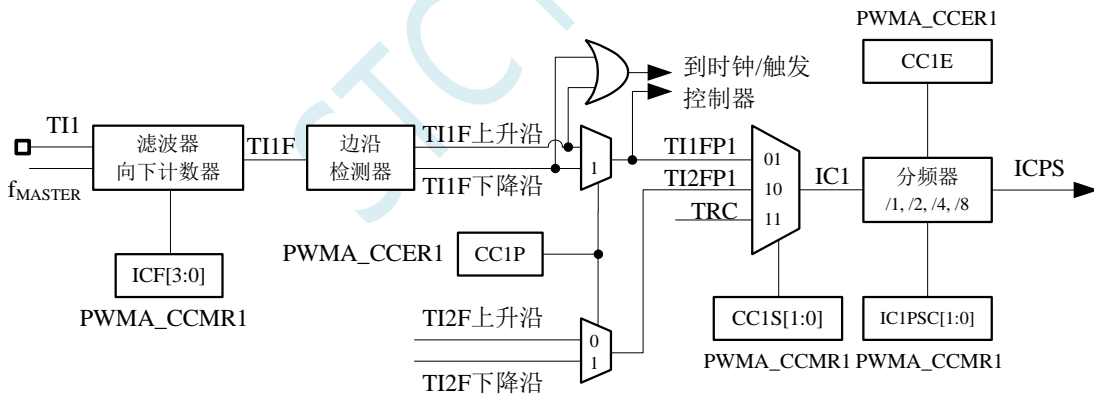 PWMA_CCER1
CC1E
到时钟/触发
控制器
TI1
滤波器
向下计数器
TI1F
边沿
检测器
TI1F上升沿
TI1F下降沿
1
TI1FP1
TI2FP1
TRC
01
10
11
IC1
分频器
/1, /2, /4, /8
ICPS
fMASTER
PWMA_CCER1
CC1P
ICF[3:0]
PWMA_CCMR1
TI2F上升沿
TI2F下降沿
0
1
CC1S[1:0]
PWMA_CCMR1
IC1PSC[1:0]
PWMA_CCMR1
STC